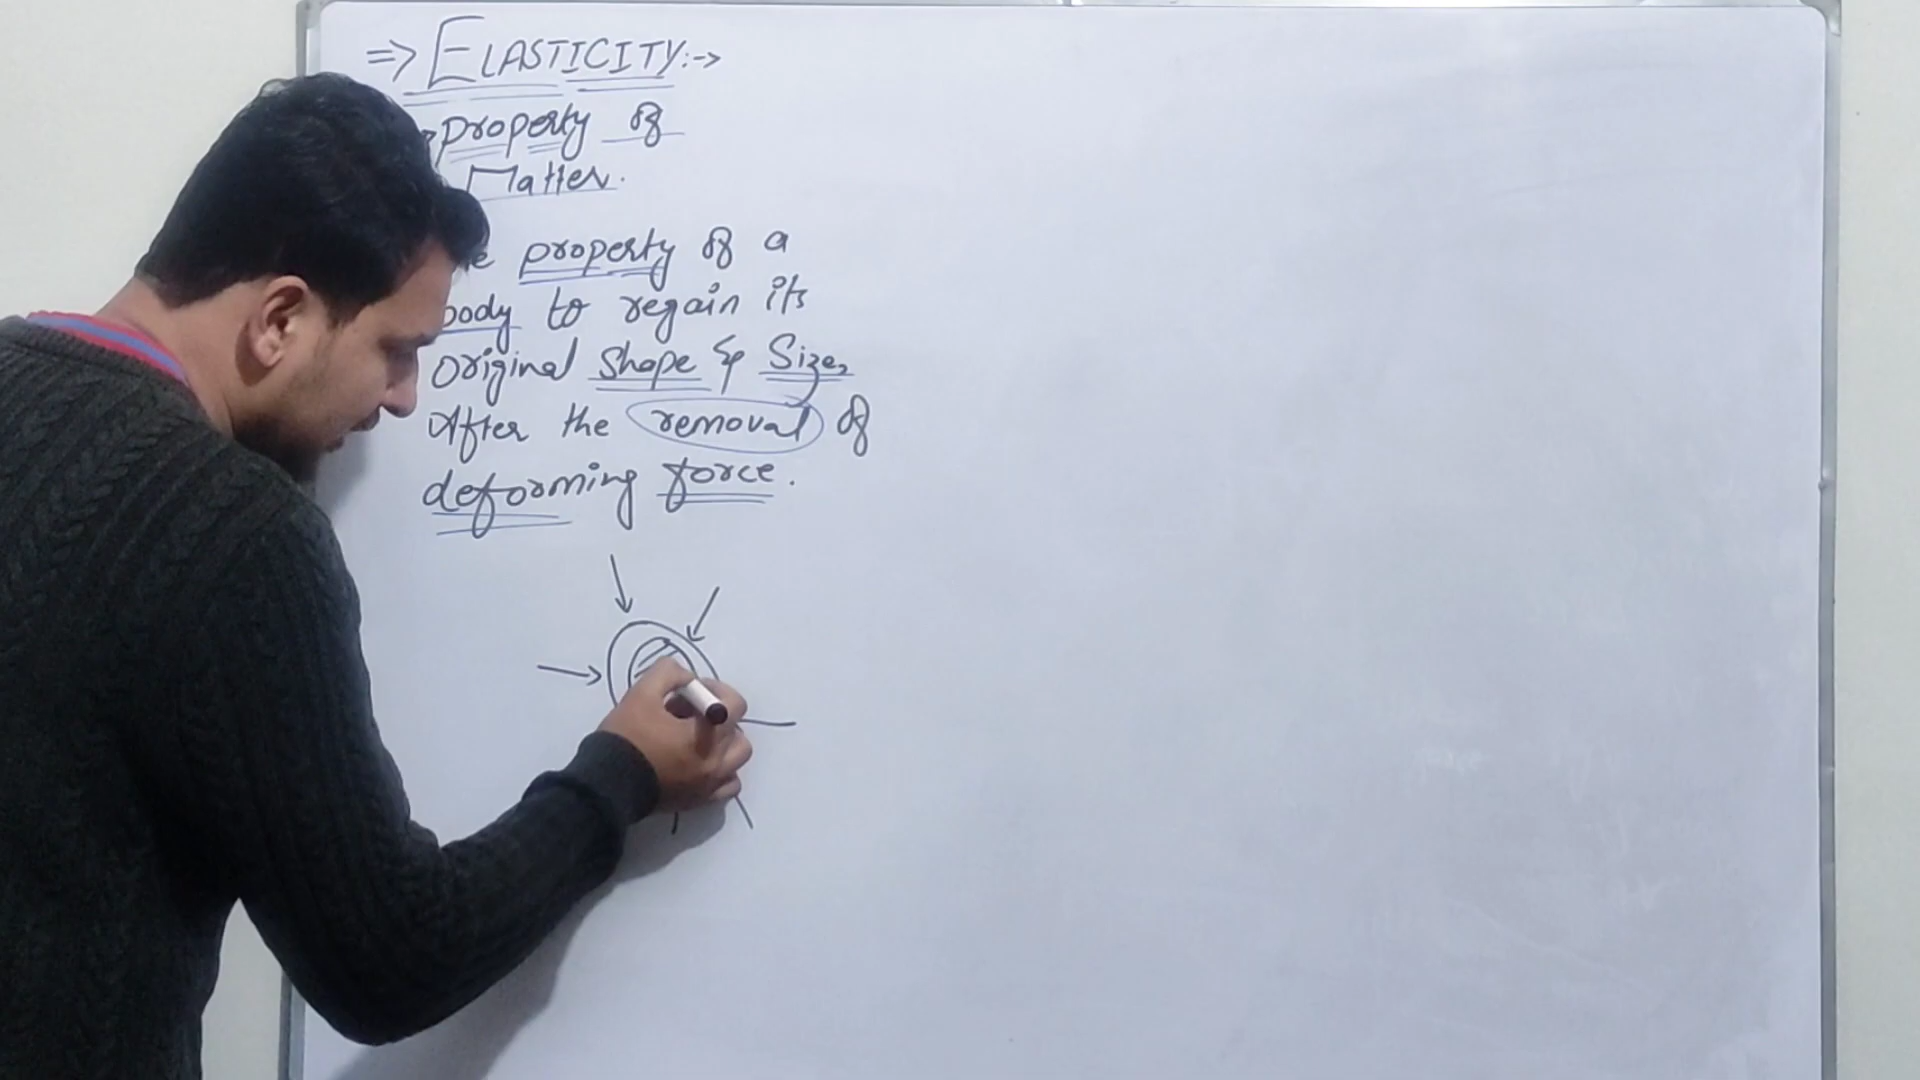 => ELASTICITY:->
property of
Matter.
property of a
body to regain its
original Shape & Size,
After the removal of
deforming force.